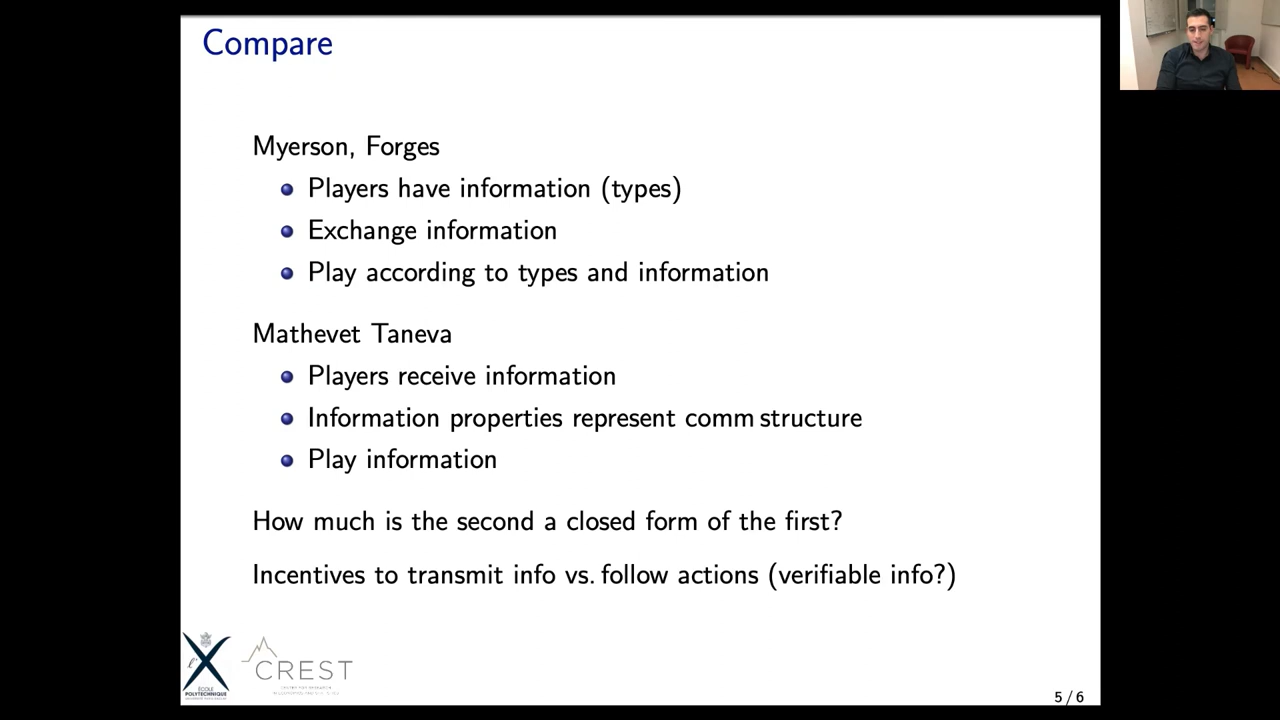 Compare
Myerson, Forges
Players have information (types)
Exchange information
Play according to types and information
Mathevet Taneva
Players receive information
Information properties represent comm structure
Play information
How much is the second a closed form of the first?
Incentives to transmit info vs. follow actions (verifiable info?)
ÉCOLE
POLYTECHNIQUE
CREST
5 / 6